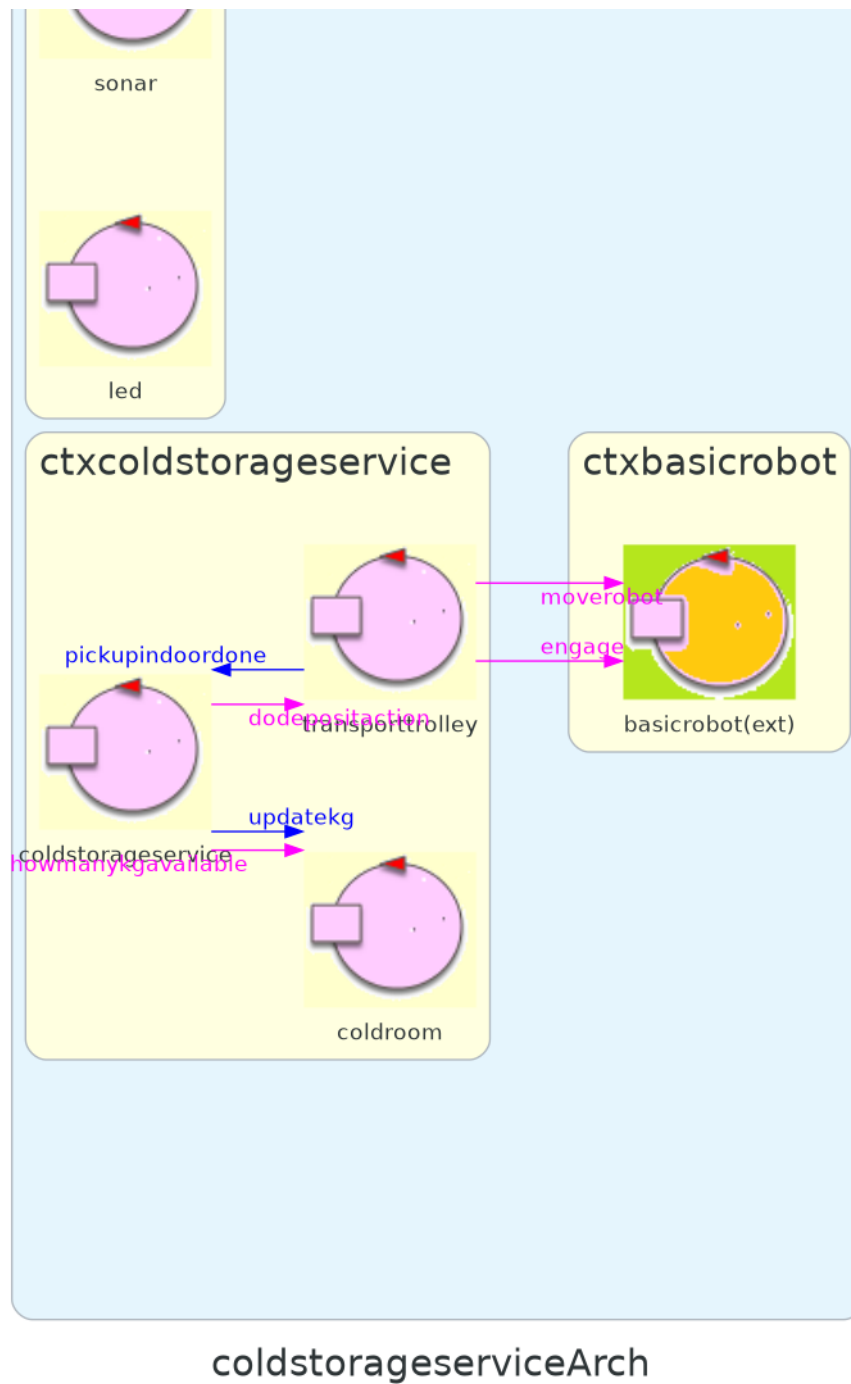 sonar
led
ctxcoldstorageservice
ctxbasicrobot
moverobot
engage
pickupindoordone
dodepositaction
transporttrolley
basicrobot(ext)
updatekg
coldstorageservice
howmanykgavailable
coldroom
coldstorageserviceArch